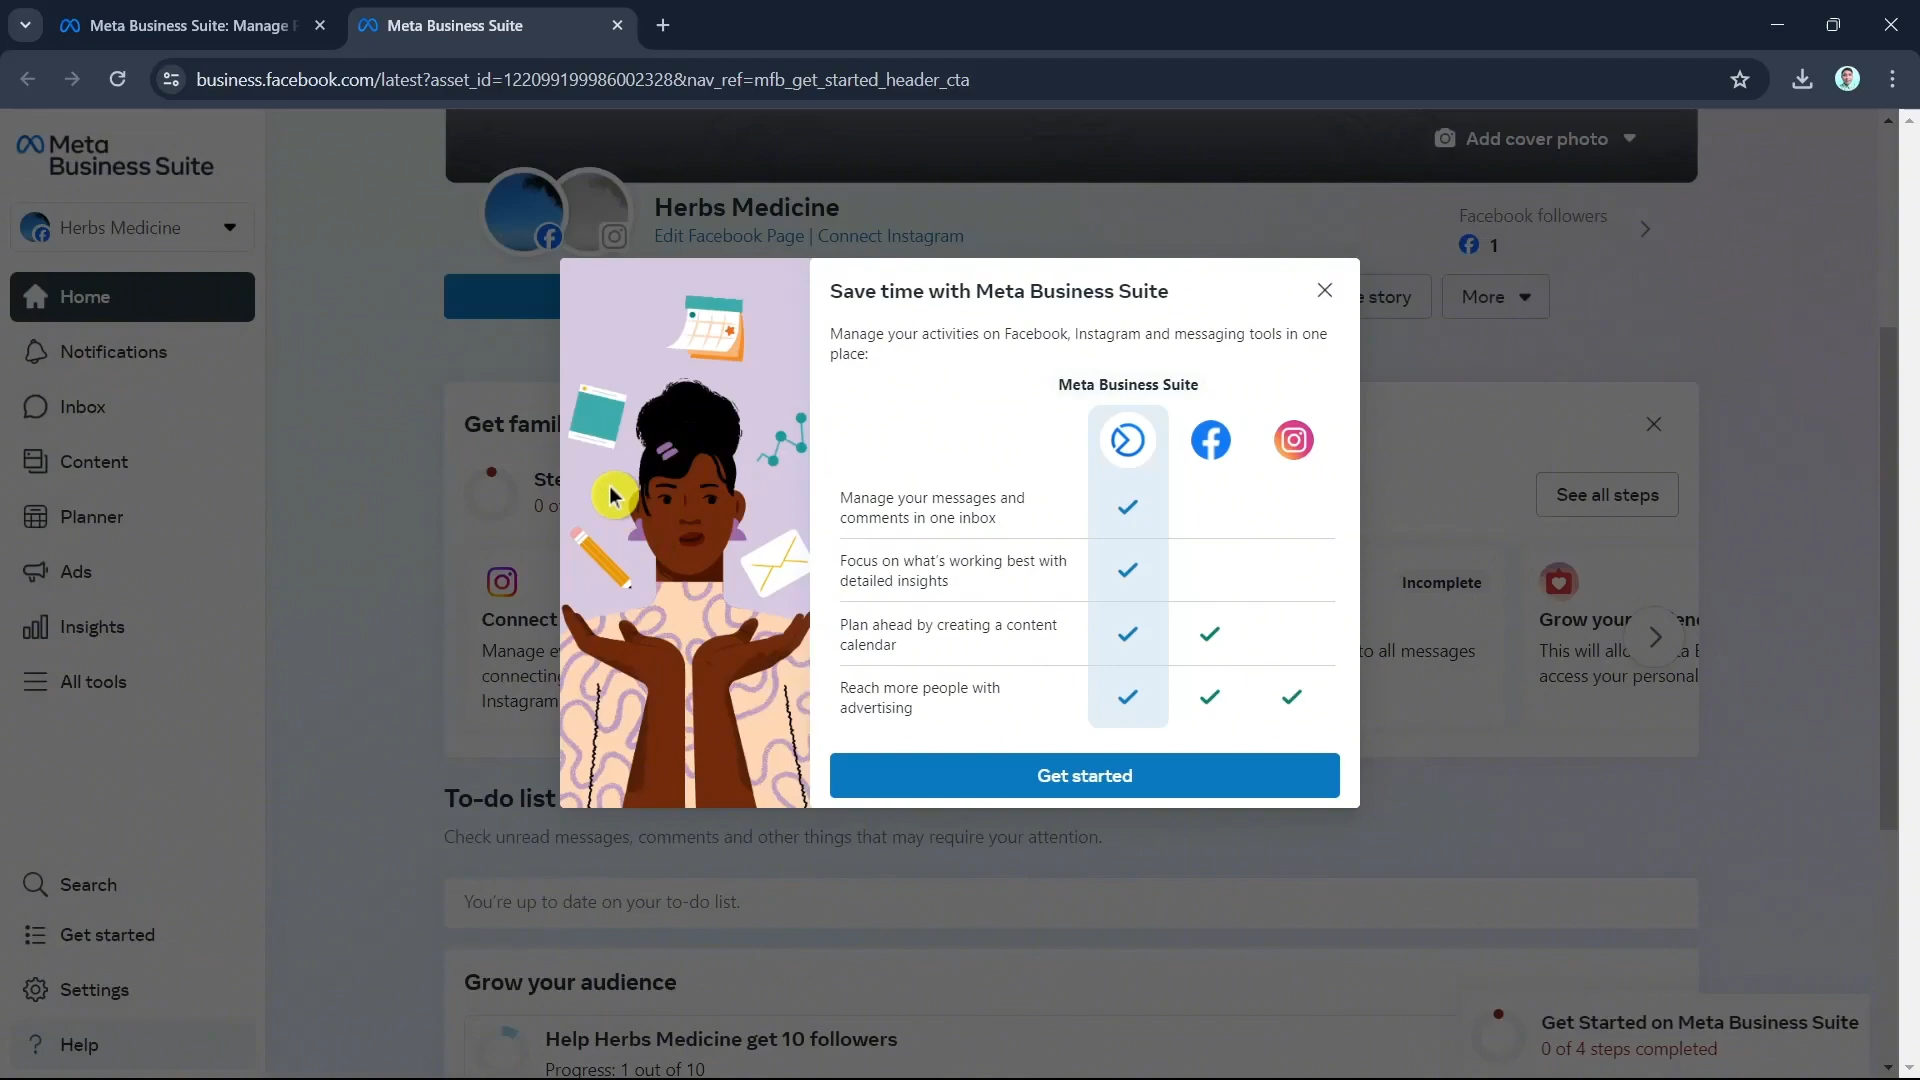 Meta Business Suite: Manage
Meta Business Suite
business.facebook.com/latest?asset_id=122099199986002328&nav_ref=mfb_get_started_header_cta
Meta
Business Suite
Herbs Medicine
Home
Notifications
Inbox
Content
Planner
Ads
Insights
All tools
Search
Get started
Settings
Help
Add cover photo
Herbs Medicine
Edit Facebook Page | Connect Instagram
Facebook followers
1
story
More
Save time with Meta Business Suite
Manage your activities on Facebook, Instagram and messaging tools in one
place:
Meta Business Suite
Manage your messages and
comments in one inbox
Focus on what's working best with
detailed insights
Plan ahead by creating a content
calendar
Reach more people with
advertising
Get started
Get
See all steps
0
Connect
Manage
connecting
Instagram
Incomplete
to all messages
Grow your
This will
access your personal
To-do list
Check unread messages, comments and other things that may require your attention.
You're up to date on your to-do list.
Grow your audience
Help Herbs Medicine get 10 followers
Progress: 1 out of 10
Get Started on Meta Business Suite
0 of 4 steps completed